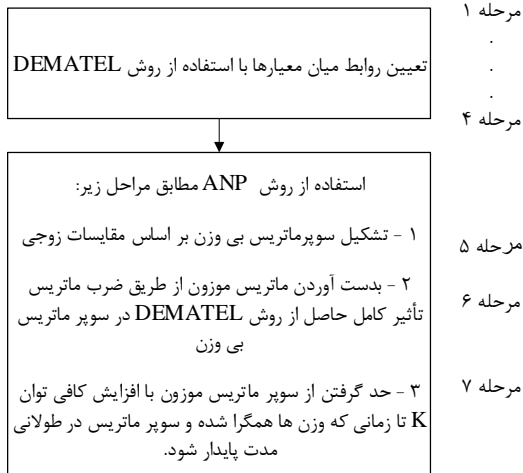 مرحله ۱
.
تعیین روابط میان معیارها با استفاده از روش DEMATEL
.
.
مرحله ۴
استفاده از روش ANP مطابق مراحل زیر:
مرحله ۵
۱ - تشکیل سوپرماتریس بی وزن بر اساس مقایسات زوجی
مرحله ۶
۲ - بدست آوردن ماتریس موزون از طریق ضرب ماتریس
تأثیر کامل حاصل از روش DEMATEL در سوپر ماتریس
بی وزن
مرحله ۷
۳ - حد گرفتن از سوپر ماتریس موزون با افزایش کافی توان
K تا زمانی که وزن ها همگرا شده و سوپر ماتریس در طولانی
مدت پایدار شود.